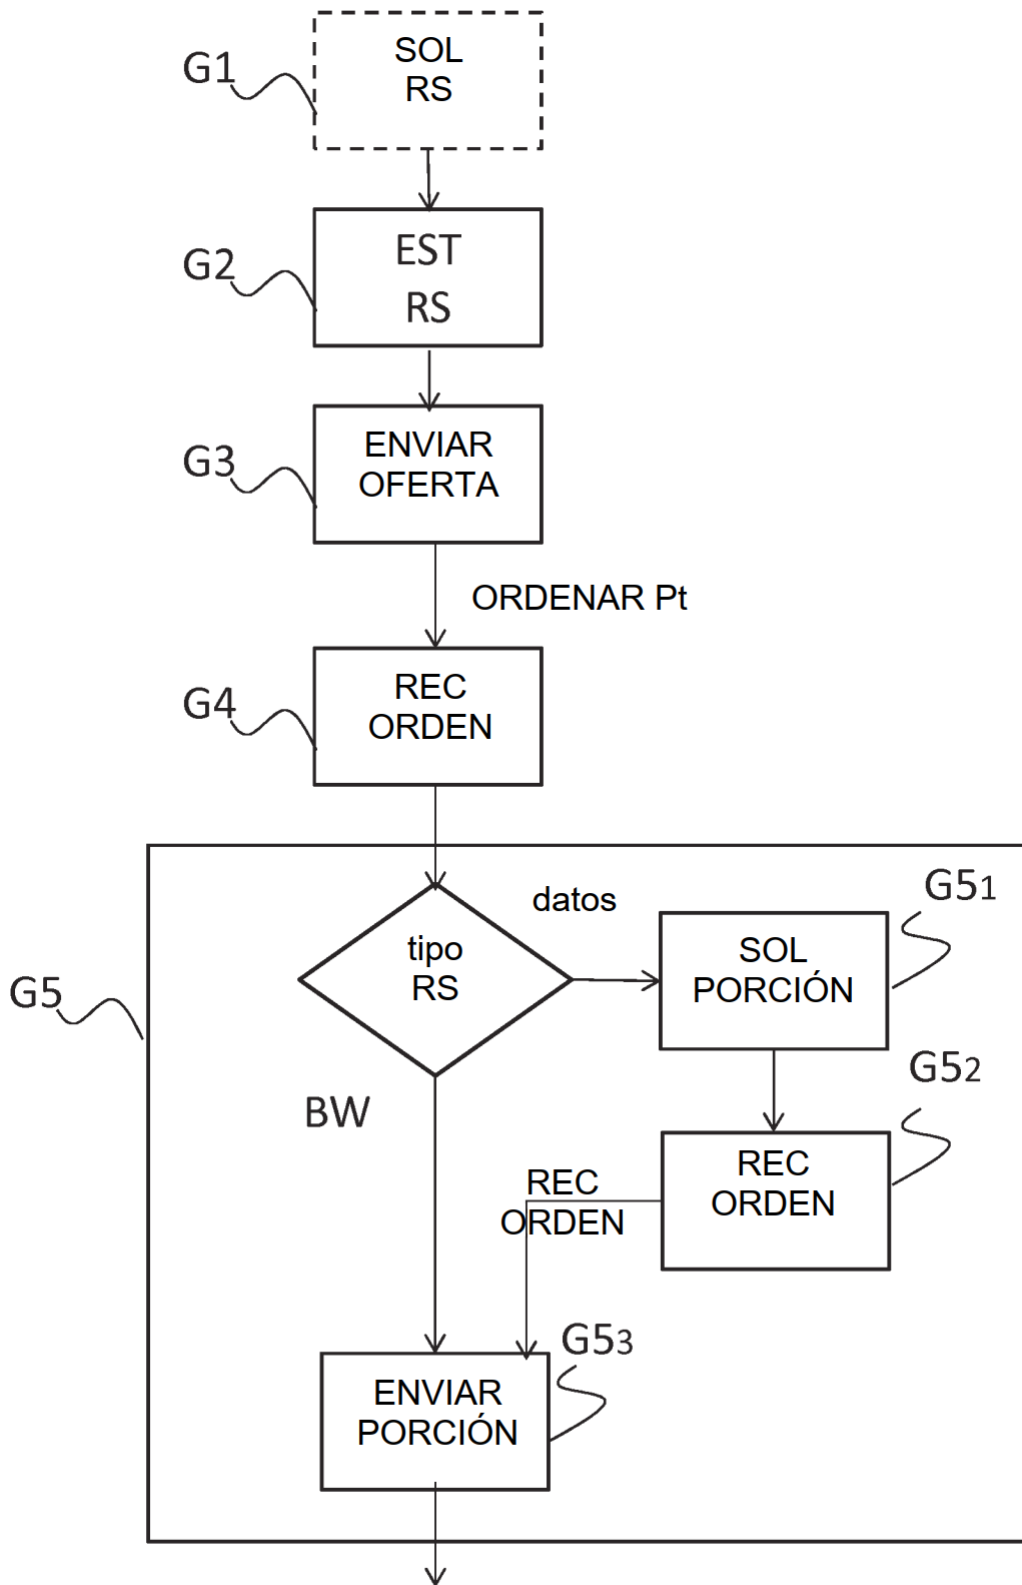 G1
SOL
RS
G2
EST
RS
G3
ENVIAR
OFERTA
ORDENAR Pt
G4
REC
ORDEN
G5
tipo
RS
datos
G51
SOL
PORCIÓN
BW
G52
REC
ORDEN
REC
ORDEN
G53
ENVIAR
PORCIÓN